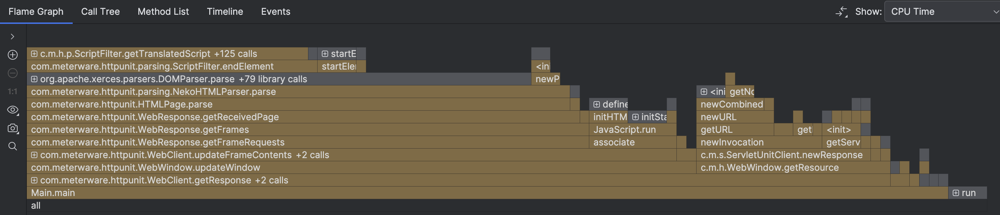 Flame Graph Call Tree Method List Timeline Events Show: CPU Time
c.m.h.p.ScriptFilter.getTranslatedScript +125 calls startE
com.meterware.httpunit.parsing.ScriptFilter.endElement startEle <ini
org.apache.xerces.parsers.DOMParser.parse +79 library calls newP
1:1 com.meterware.httpunit.parsing.NekoHTMLParser.parse <ini getNo
com.meterware.httpunit.HTMLPage.parse define newCombined
com.meterware.httpunit.WebResponse.getReceivedPage initHTM initSta newURL
com.meterware.httpunit.WebResponse.getFrames JavaScript.run getURL get <init>
com.meterware.httpunit.WebResponse.getFrameRequests associate newInvocation getServ
com.meterware.httpunit.WebClient.updateFrameContents +2 calls c.m.s.ServletUnitClient.newResponse
com.meterware.httpunit.WebWindow.updateWindow c.m.h.WebWindow.getResource
com.meterware.httpunit.WebClient.getResponse +2 calls
Main.main run
all